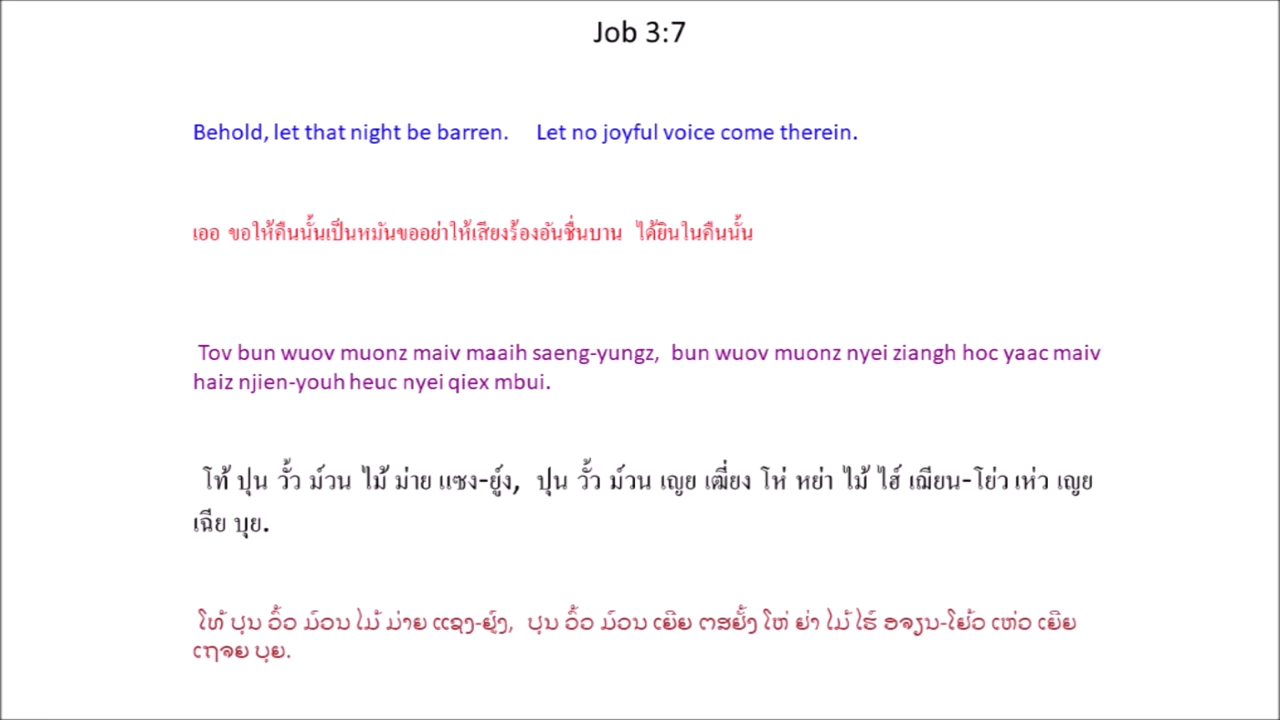 Job 3:7
Behold, let that night be barren. Let no joyful voice come therein.
เออ ขอให้คืนนั้นเป็นหมันขออย่าให้เสียงร้องอันชื่นบาน ได้ยินในคืนนั้น
Tov bun wuov muonz maiv maaih saeng-yungz, bun wuov muonz nyei ziangh hoc yaac maiv
haiz njien-youh heuc nyei qiex mbui.
โท้ ปุน วั้ว ม์วน ไม้ ม่าย แซง-ยู์ง, ปุน วั้ว ม์วน เญย เฒี่ยง โห่ หย่า ไม้ ไฮ์ เฌียน-โย่ว เห่ว เญย
เฉีย บุย.
ໂທ້ ປຸນ ວົ້ວ ມ໌ວນ ໄມ້ ມ່າຍ ແຊງ-ຢູ໌ງ, ປຸນ ວົ້ວ ມ໌ວນ ເຍີຍ ຕສຍັ້ງ ໂຫ່ ຢ່າ ໄມ້ ໄຮ໌ ອຈຽນ-ໂຢ້ວ ເຫ່ວ ເຍີຍ
ເຖຈຍ ບຸຍ.